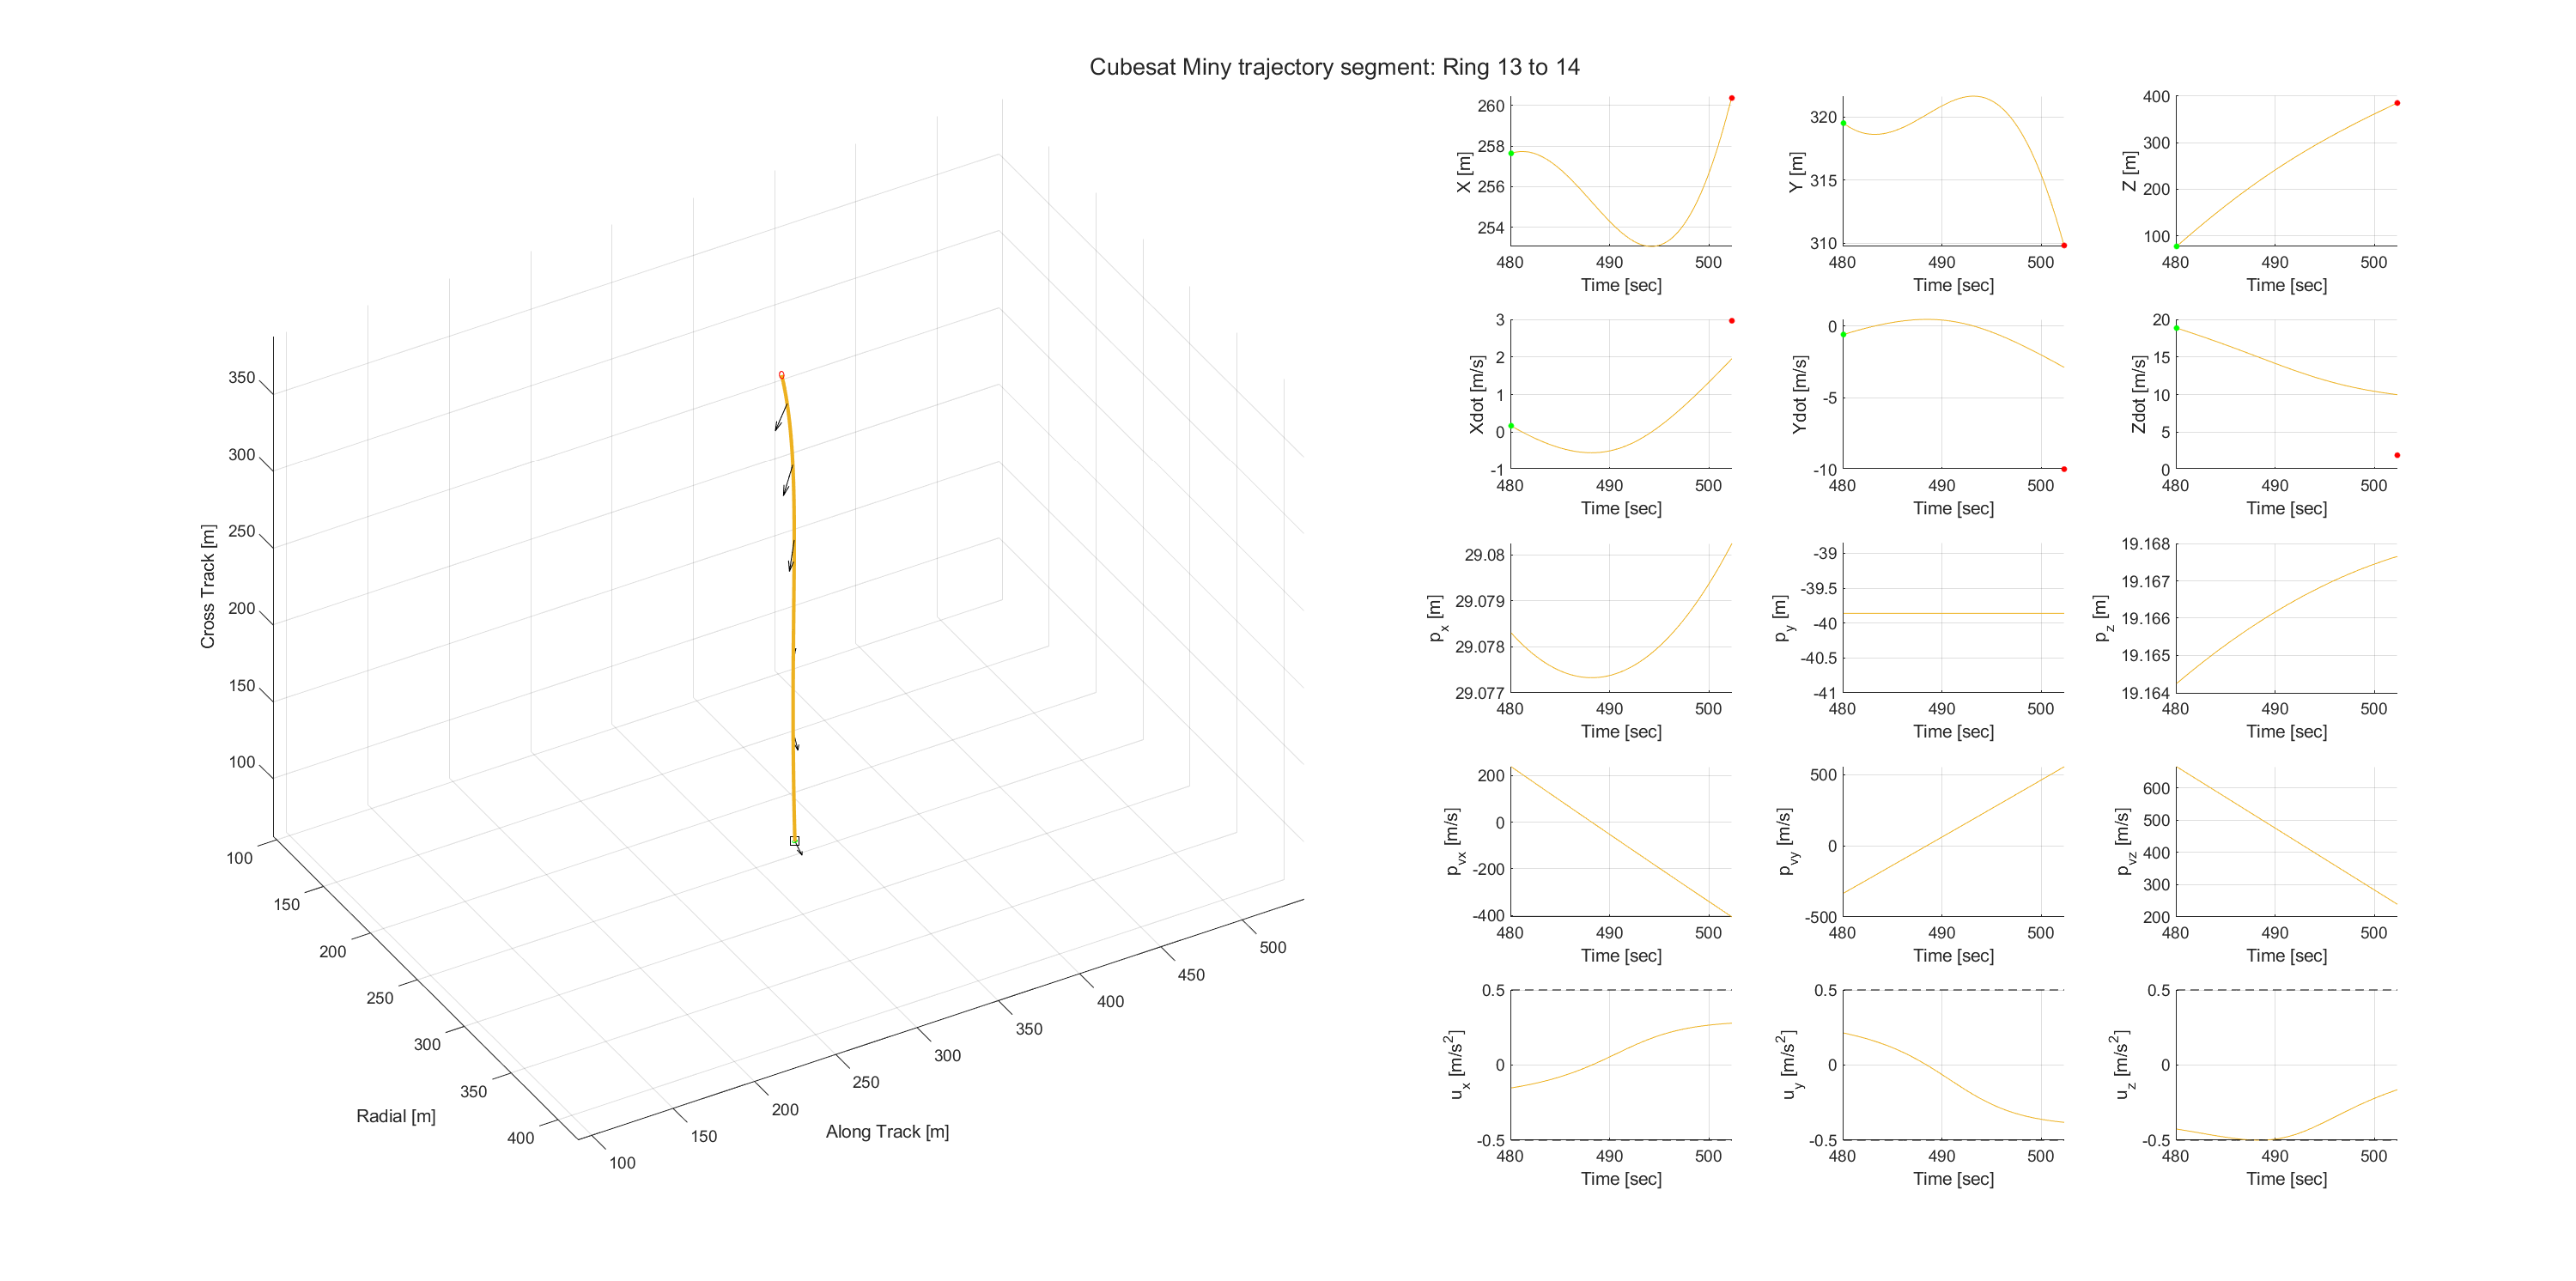 Cubesat Miny trajectory segment: Ring 13 to 14
350
300
250
200
150
100
Cross Track [m]
100
150
200
250
300
350
400
Radial [m]
100
150
200
250
300
350
400
450
500
Along Track [m]
260
258
256
254
X [m]
480 490 500
Time [sec]
320
315
310
Y [m]
480 490 500
Time [sec]
400
300
200
100
Z [m]
480 490 500
Time [sec]
3
2
1
0
-1
Xdot [m/s]
480 490 500
Time [sec]
0
-5
-10
Ydot [m/s]
480 490 500
Time [sec]
20
15
10
5
0
Zdot [m/s]
480 490 500
Time [sec]
29.08
29.079
29.078
29.077
p_x [m]
480 490 500
Time [sec]
-39
-39.5
-40
-40.5
-41
p_y [m]
480 490 500
Time [sec]
19.168
19.167
19.166
19.165
19.164
p_z [m]
480 490 500
Time [sec]
200
0
-200
-400
p_vx [m/s]
480 490 500
Time [sec]
500
0
-500
p_vy [m/s]
480 490 500
Time [sec]
600
500
400
300
200
p_vz [m/s]
480 490 500
Time [sec]
0.5
0
-0.5
u_x [m/s²]
480 490 500
Time [sec]
0.5
0
-0.5
u_y [m/s²]
480 490 500
Time [sec]
0.5
0
-0.5
u_z [m/s²]
480 490 500
Time [sec]